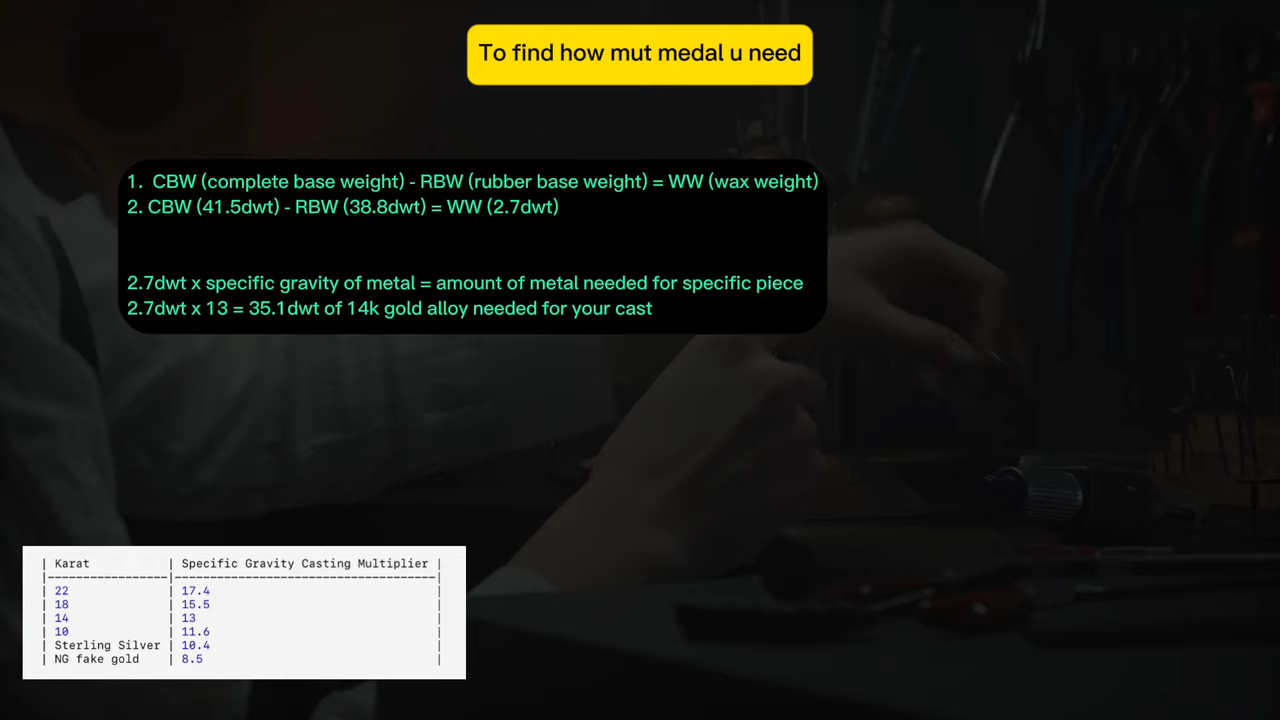 To find how mut medal u need
1. CBW (complete base weight) - RBW (rubber base weight) = WW (wax weight)
2. CBW (41.5dwt) - RBW (38.8dwt) = WW (2.7dwt)
2.7dwt x specific gravity of metal = amount of metal needed for specific piece
2.7dwt x 13 = 35.1dwt of 14k gold alloy needed for your cast
| Karat | Specific Gravity Casting Multiplier |
|-----------------|-------------------------------------|
| 22 | 17.4 |
| 18 | 15.5 |
| 14 | 13 |
| 10 | 11.6 |
| Sterling Silver | 10.4 |
| NG fake gold | 8.5 |